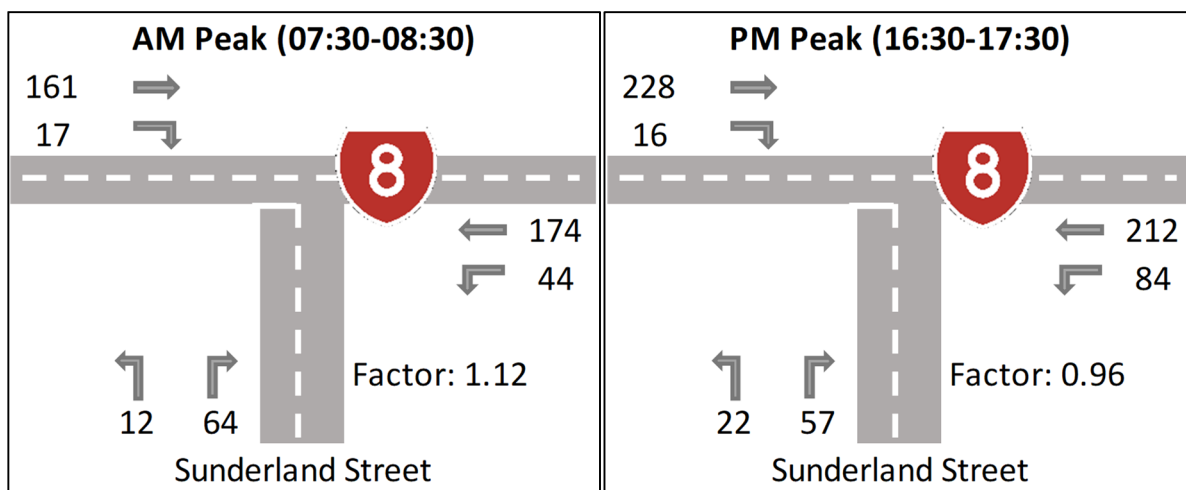 AM Peak (07:30-08:30)
161
17
8
174
44
12 64
Factor: 1.12
Sunderland Street
PM Peak (16:30-17:30)
228
16
8
212
84
22 57
Factor: 0.96
Sunderland Street